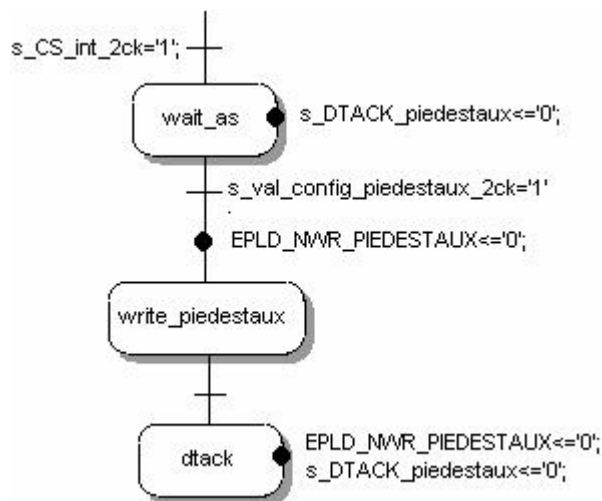 s_CS_int_2ck='1';
wait_as
s_DTACK_piedestaux<='0';
s_val_config_piedestaux_2ck='1'
EPLD_NWR_PIEDESTAUX<='0';
write_piedestaux
EPLD_NWR_PIEDESTAUX<='0';
dtack
s_DTACK_piedestaux<='0';